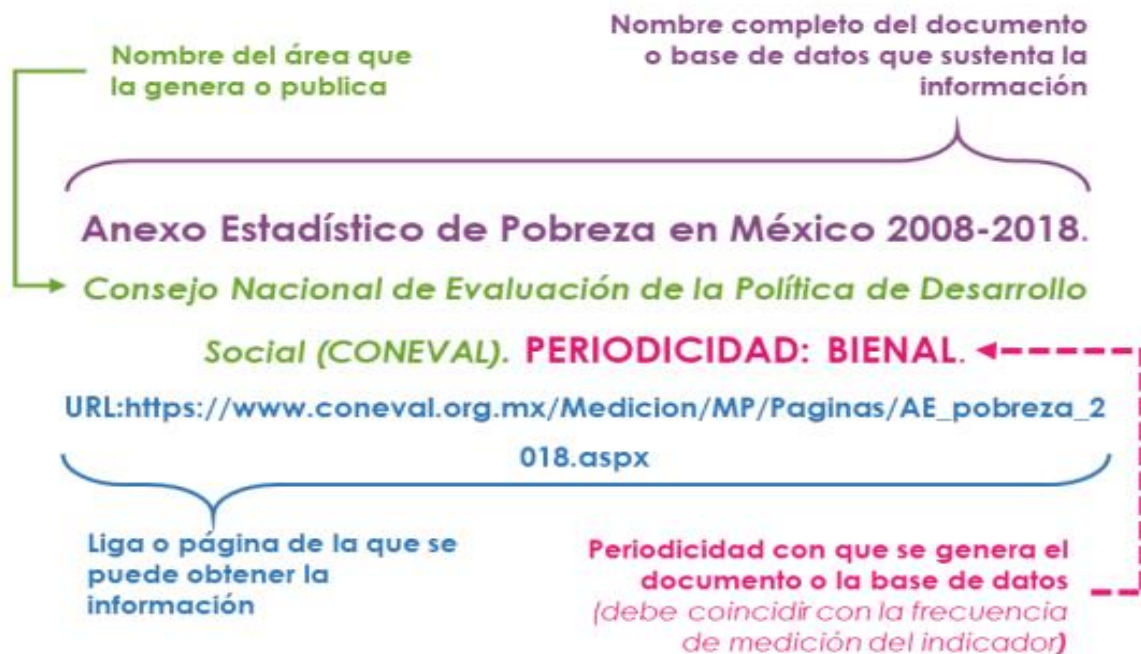 Nombre del área que
la genera o publica
Nombre completo del documento
o base de datos que sustenta la
información
Anexo Estadístico de Pobreza en México 2008-2018.
Consejo Nacional de Evaluación de la Política de Desarrollo
Social (CONEVAL). PERIODICIDAD: BIENAL.
URL:https://www.coneval.org.mx/Medicion/MP/Paginas/AE_pobreza_2
018.aspx
Liga o página de la que se
puede obtener la
información
Periodicidad con que se genera el
documento o la base de datos
(debe coincidir con la frecuencia
de medición del indicador)